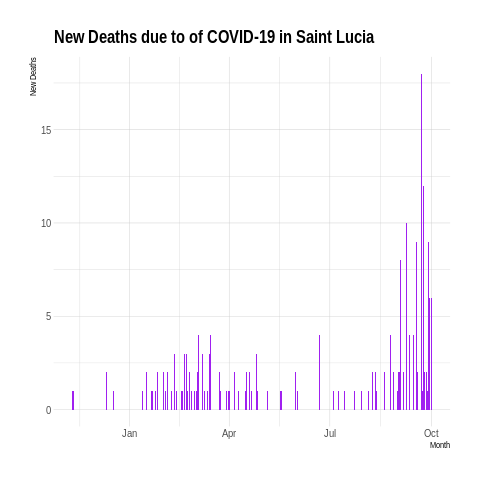 New Deaths due to of COVID-19 in Saint Lucia
New Deaths
15
10
5
0
Jan Apr Jul Oct
Month